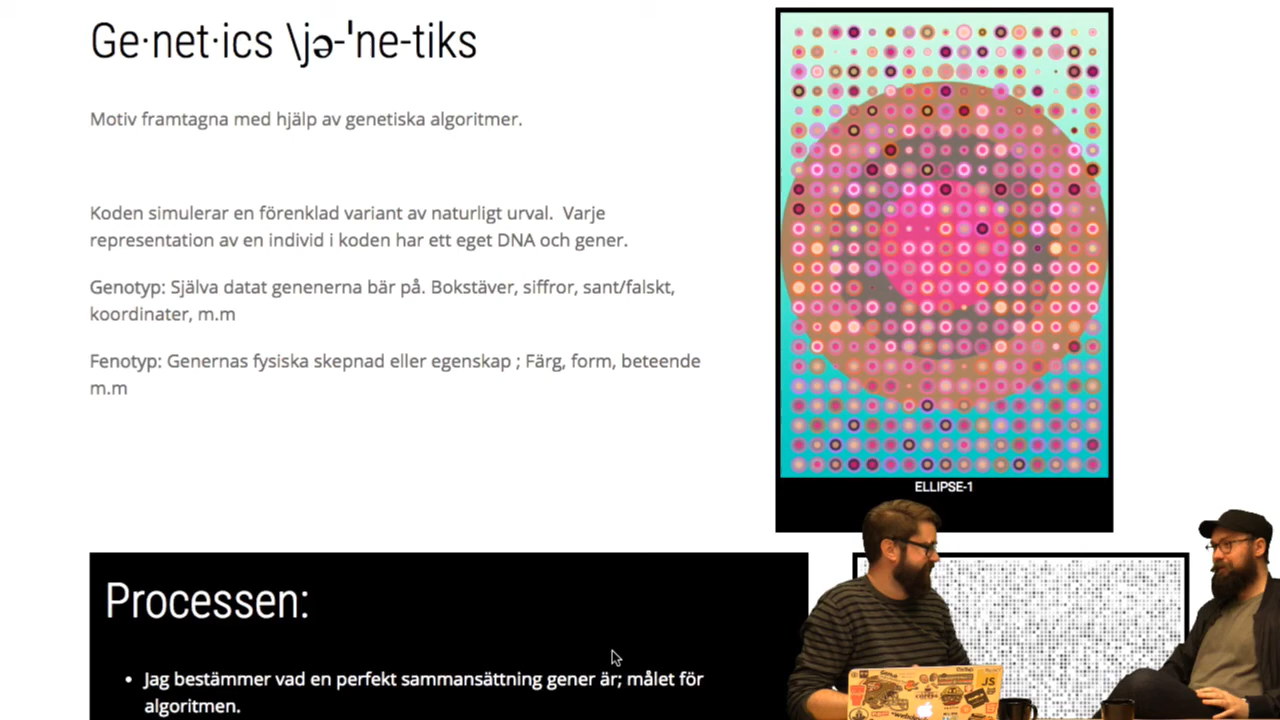 Ge·net·ics \jə-ˈne-tiks
Motiv framtagna med hjälp av genetiska algoritmer.
Koden simulerar en förenklad variant av naturligt urval.  Varje
representation av en individ i koden har ett eget DNA och gener.
Genotyp: Själva datat genenerna bär på. Bokstäver, siffror, sant/falskt,
koordinater, m.m
Fenotyp: Genernas fysiska skepnad eller egenskap ; Färg, form, beteende
m.m
ELLIPSE-1
Processen:
• Jag bestämmer vad en perfekt sammansättning gener är; målet för
algoritmen.
JS